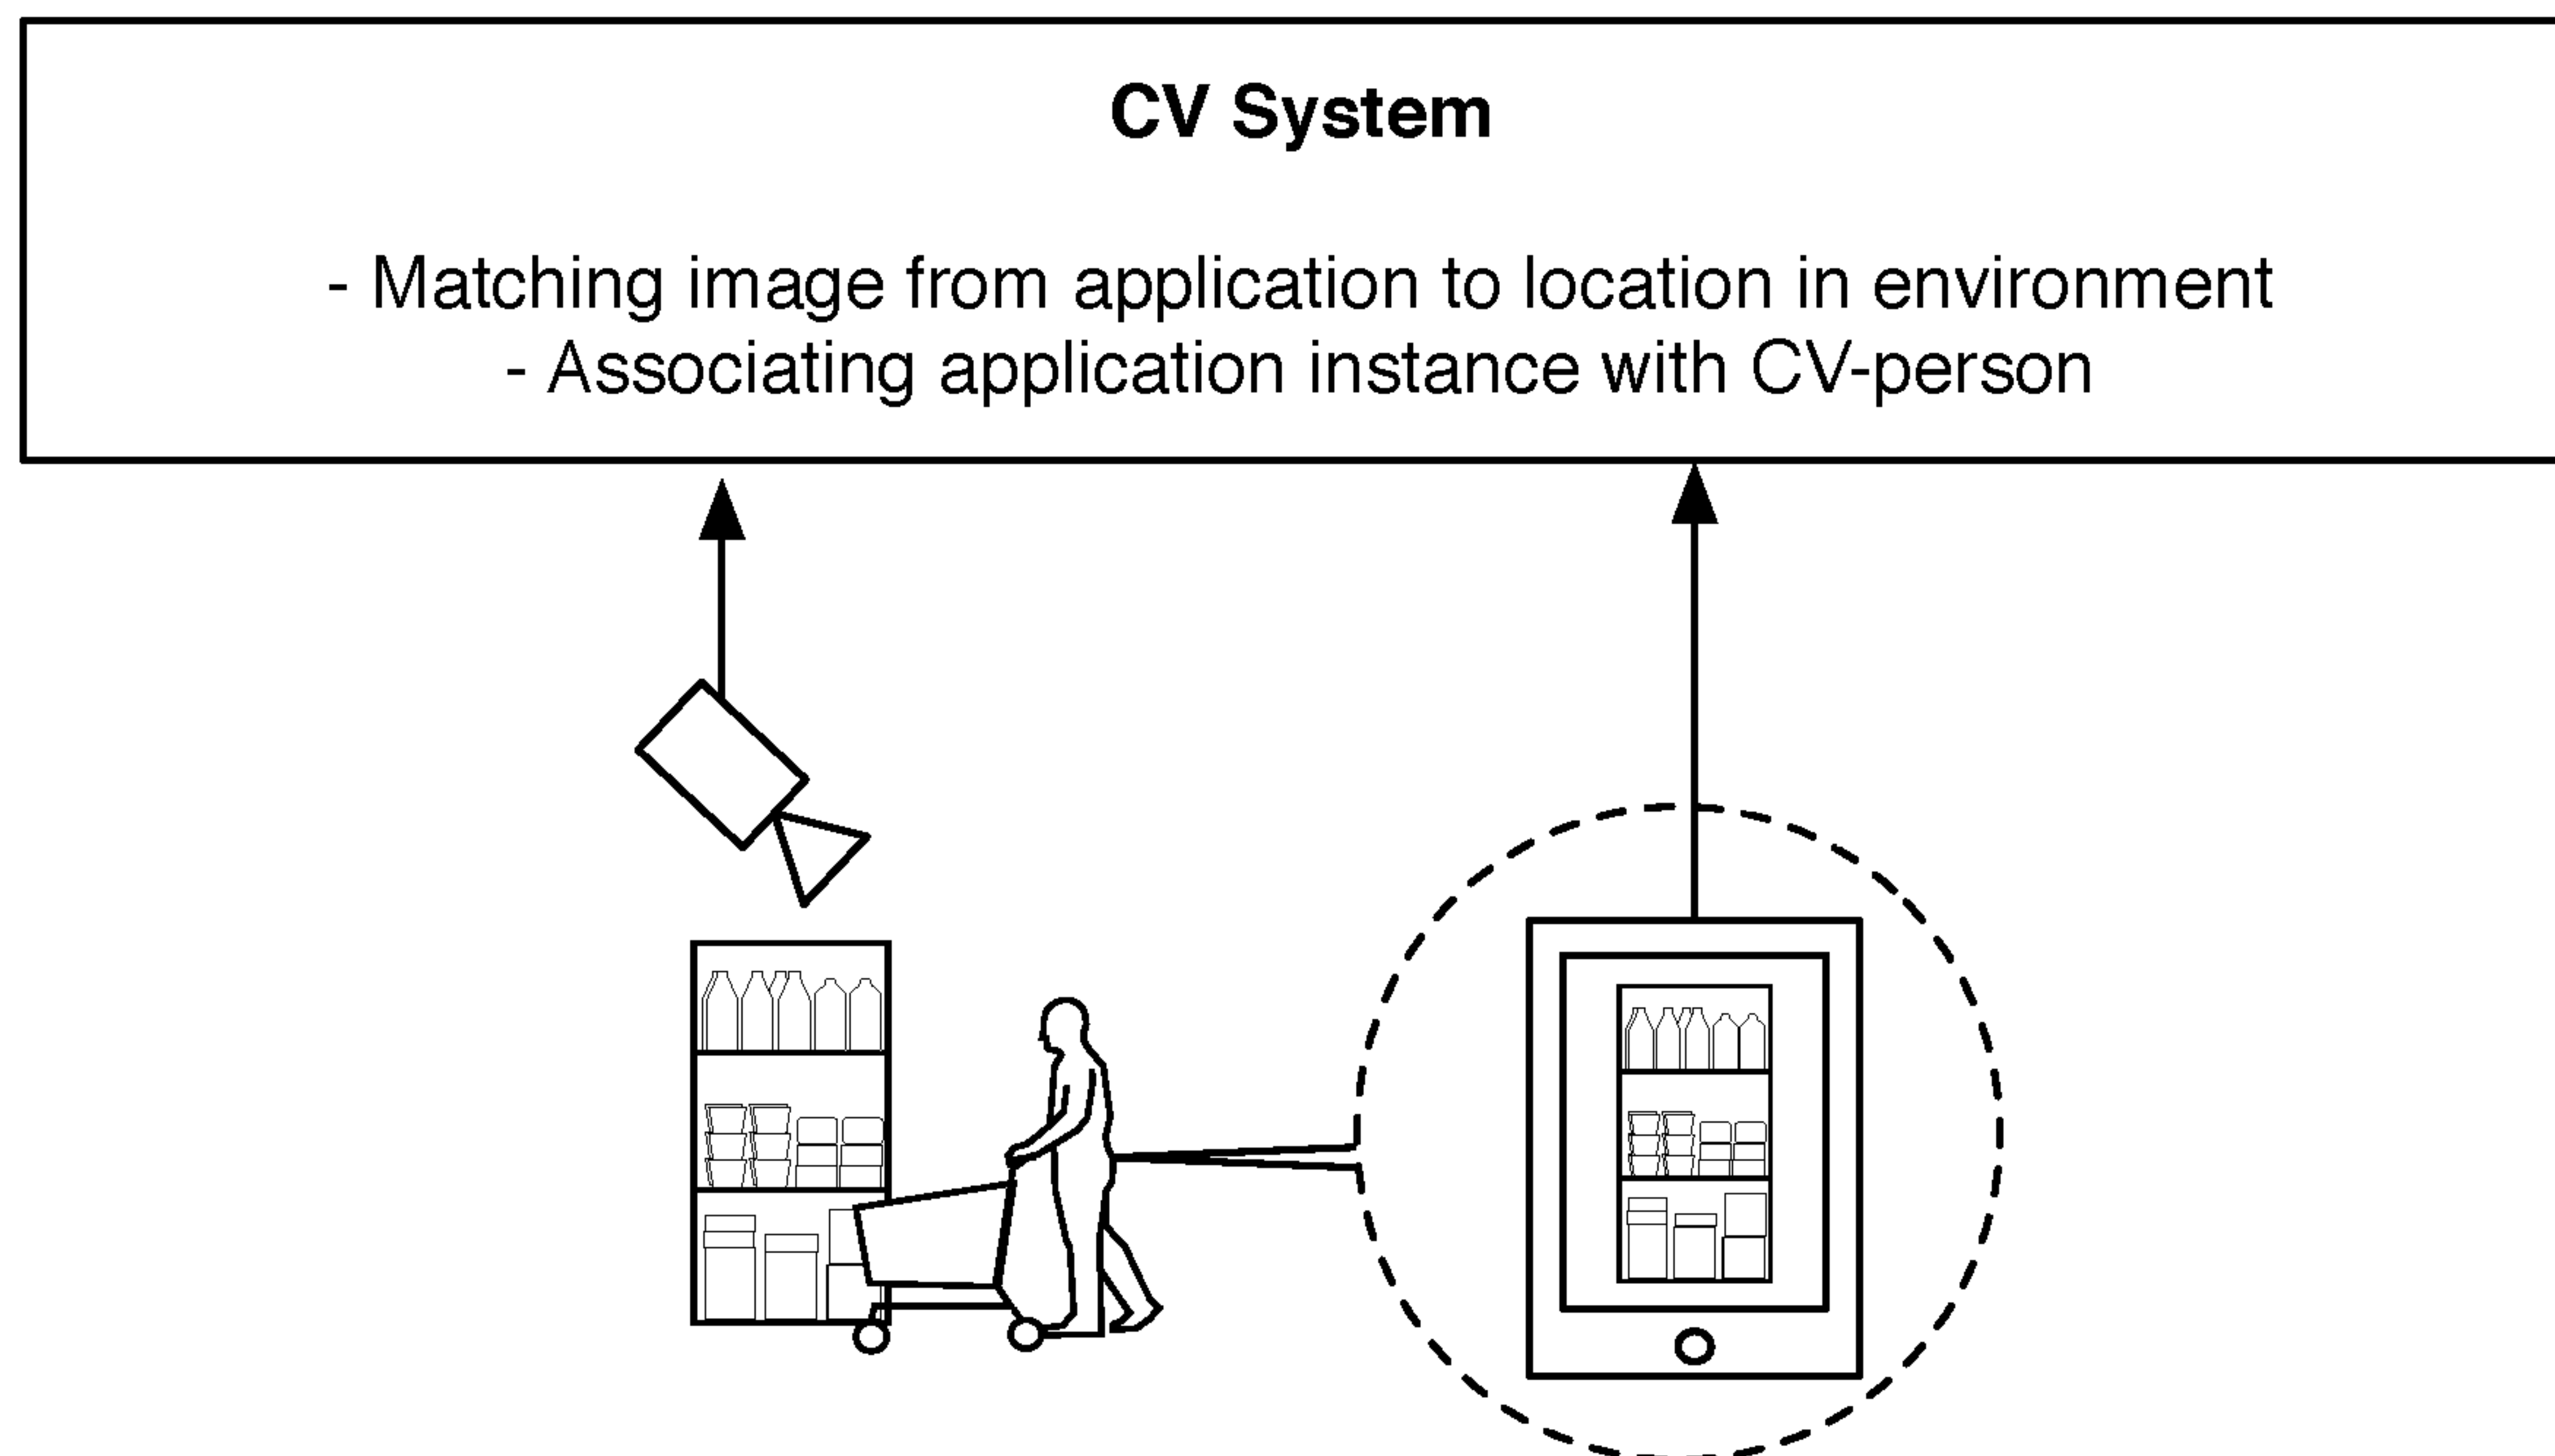 CV System
- Matching image from application to location in environment
- Associating application instance with CV-person